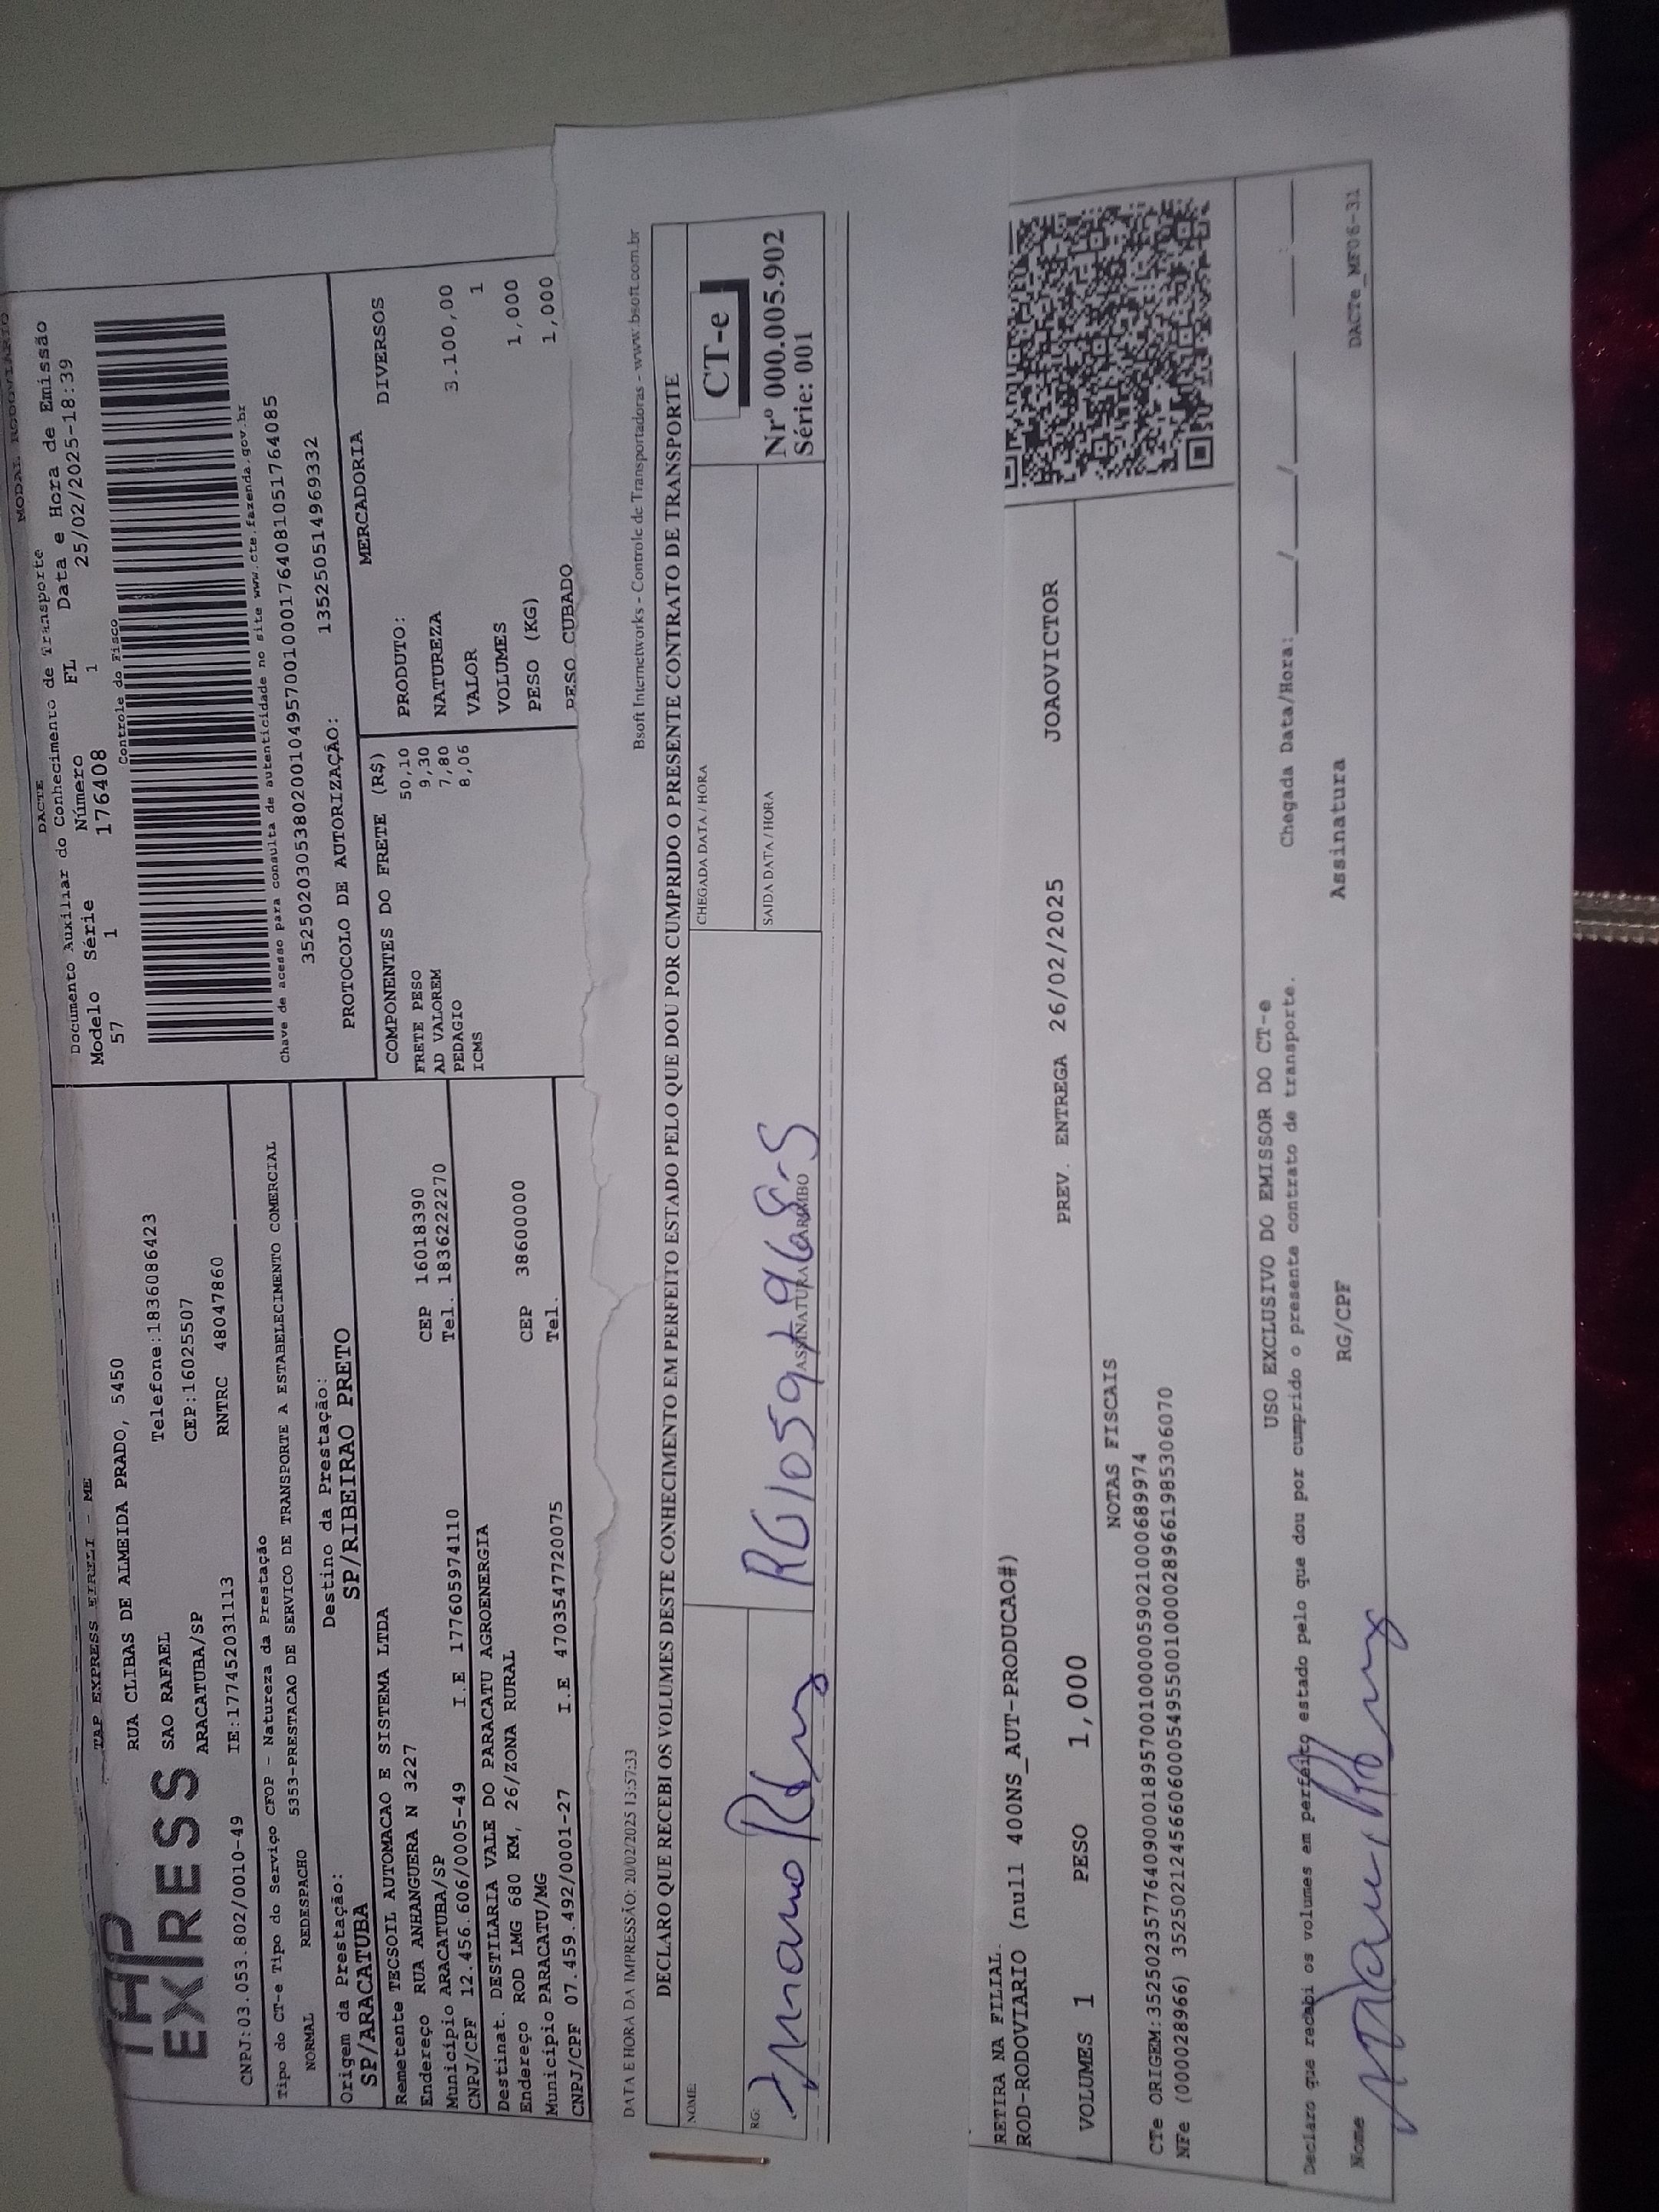 MODAL RODOVIARIO
TAP EXPRESS
TAP EXPRESS EIRELI - ME
RUA CLIBAS DE ALMEIDA PRADO, 5450
SAO RAFAEL Telefone:1836086423
ARACATUBA/SP CEP:16025507
CNPJ:03.053.802/0010-49 IE:177452031113 RNTRC 48047860
DACTE
Documento Auxiliar do Conhecimento de Transporte
Modelo Série Número FL Data e Hora de Emissão
57 1 176408 1 25/02/2025-18:39
Controle do Fisco
Chave de acesso para consulta de autenticidade no site www.cte.fazenda.gov.br
35250203053802001049570010001764081051764085
PROTOCOLO DE AUTORIZAÇÃO: 135250514969332
Tipo do CT-e Tipo do Serviço CFOP - Natureza da Prestação
NORMAL REDESPACHO 5353-PRESTACAO DE SERVICO DE TRANSPORTE A ESTABELECIMENTO COMERCIAL
Origem da Prestação: Destino da Prestação:
SP/ARACATUBA SP/RIBEIRAO PRETO
Remetente TECSOIL AUTOMACAO E SISTEMA LTDA
Endereço RUA ANHANGUERA N 3227 CEP 16018390
Município ARACATUBA/SP Tel. 183622222270
CNPJ/CPF 12.456.606/0005-49 I.E 177605974110
Destinat. DESTILARIA VALE DO PARACATU AGROENERGIA
Endereço ROD LMG 680 KM, 26/ZONA RURAL CEP 38600000
Município PARACATU/MG Tel.
CNPJ/CPF 07.459.492/0001-27 I.E 4703547720075
COMPONENTES DO FRETE (R$)
FRETE PESO 50,10
AD VALOREM 9,30
PEDAGIO 7,80
ICMS 8,06
MERCADORIA
PRODUTO: DIVERSOS
NATUREZA
VALOR 3.100,00
VOLUMES 1
PESO (KG) 1,000
PESO CUBADO 1,000
DATA E HORA DA IMPRESSÃO: 20/02/2025 13:57:33 Bsoft Internetworks - Controle de Transportadoras - www.bsoft.com.br
DECLARO QUE RECEBI OS VOLUMES DESTE CONHECIMENTO EM PERFEITO ESTADO PELO QUE DOU POR CUMPRIDO O PRESENTE CONTRATO DE TRANSPORTE
NOME:
RG:
RG
ASSINATURA / CARIMBO
CHEGADA DATA / HORA
SAIDA DATA / HORA
CT-e
Nrº 000.005.902
Série: 001
RETIRA NA FILIAL.
ROD-RODOVIARIO (null 400NS_AUT-PRODUCAO#)
VOLUMES 1 PESO 1,000 PREV. ENTREGA 26/02/2025 JOAOVICTOR
NOTAS FISCAIS
CTe ORIGEM:35250235776409000189570010000059021000689974
NFe (000028966) 35250212456606000549550010000289661985306070
USO EXCLUSIVO DO EMISSOR DO CT-e
Declaro que recebi os volumes em perfeito estado pelo que dou por cumprido o presente contrato de transporte. Chegada Data/Hora: ___/___/______ ___:___
Nome RG/CPF Assinatura
DACTe_MF06-31